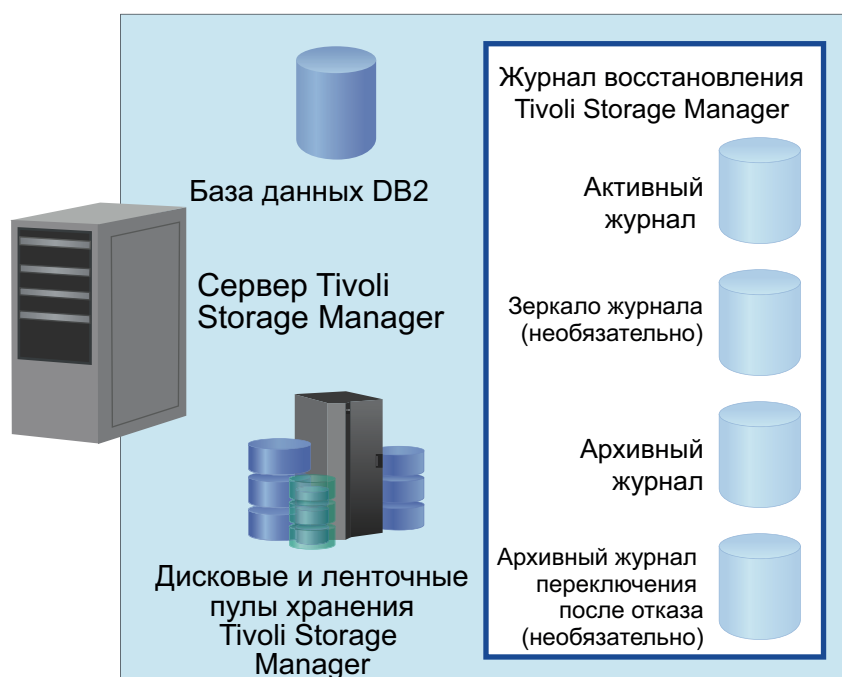 База данных DB2
Сервер Tivoli
Storage Manager
Дисковые и ленточные
пулы хранения
Tivoli Storage
Manager
Журнал восстановления
Tivoli Storage Manager
Активный
журнал
Зеркало журнала
(необязательно)
Архивный
журнал
Архивный журнал
переключения
после отказа
(необязательно)